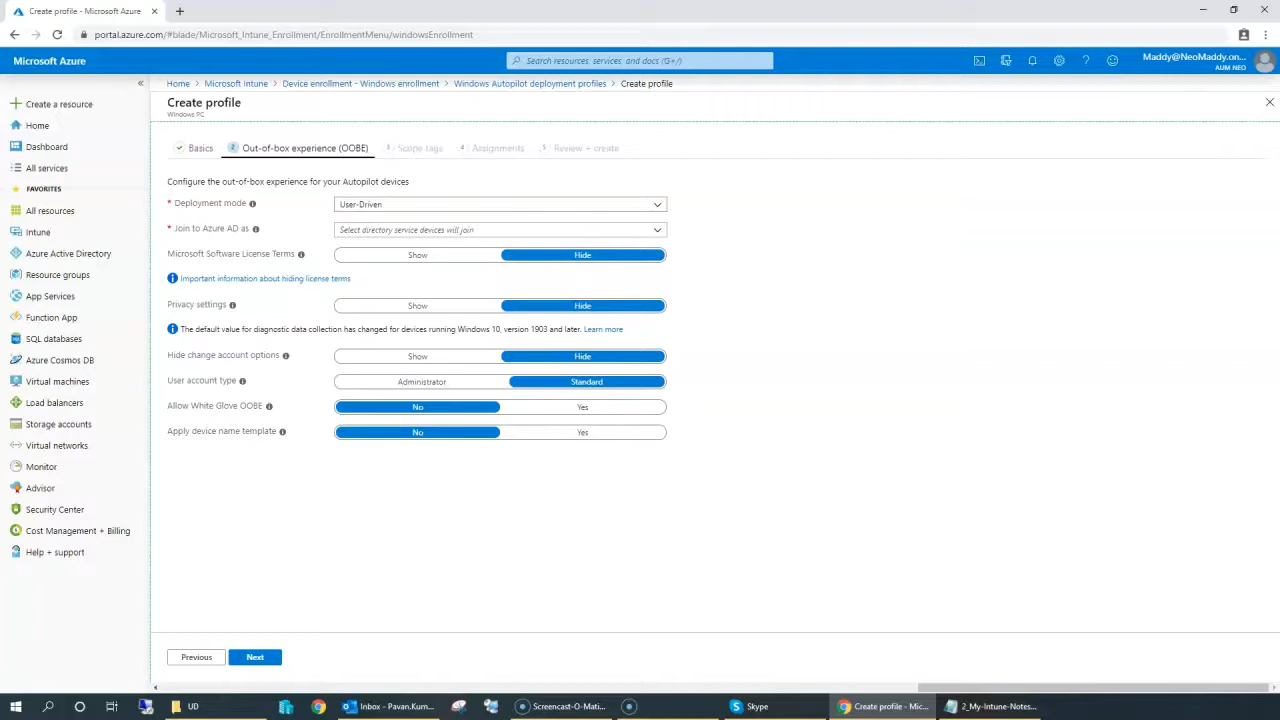 Create profile - Microsoft Azure
portal.azure.com/#blade/Microsoft_Intune_Enrollment/EnrollmentMenu/windowsEnrollment
Microsoft Azure
Search resources, services, and docs (G+/)
Maddy@NeoMaddy.on...
AUM NEO
Home > Microsoft Intune > Device enrollment - Windows enrollment > Windows Autopilot deployment profiles > Create profile
Create profile
Windows PC
Create a resource
Home
Dashboard
All services
FAVORITES
All resources
Intune
Azure Active Directory
Resource groups
App Services
Function App
SQL databases
Azure Cosmos DB
Virtual machines
Load balancers
Storage accounts
Virtual networks
Monitor
Advisor
Security Center
Cost Management + Billing
Help + support
Basics 2 Out-of-box experience (OOBE) 3 Scope tags 4 Assignments 5 Review + create
Configure the out-of-box experience for your Autopilot devices
* Deployment mode User-Driven
* Join to Azure AD as Select directory service devices will join
Microsoft Software License Terms Show Hide
Important information about hiding license terms
Privacy settings Show Hide
The default value for diagnostic data collection has changed for devices running Windows 10, version 1903 and later. Learn more
Hide change account options Show Hide
User account type Administrator Standard
Allow White Glove OOBE No Yes
Apply device name template No Yes
Previous Next
UD Inbox - Pavan.Kum... Screencast-O-Mati... Skype Create profile - Mic... 2_My-Intune-Notes...